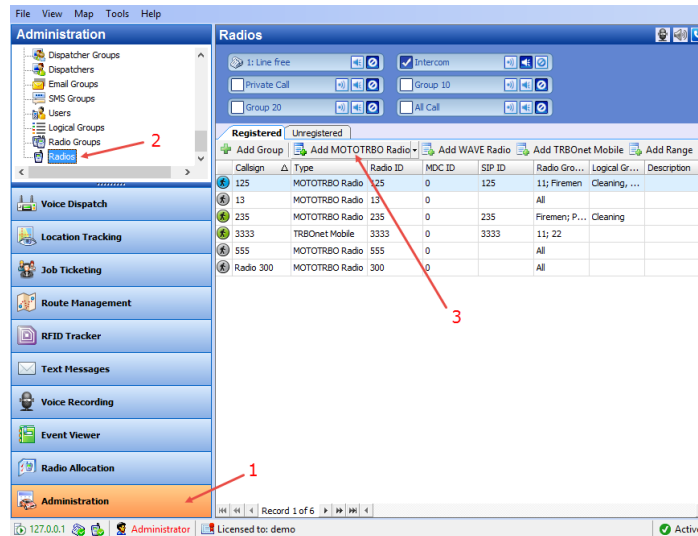 File View Map Tools Help
Administration
Dispatcher Groups
Dispatchers
Email Groups
SMS Groups
Users
Logical Groups
Radio Groups
Radios
2
Voice Dispatch
Location Tracking
Job Ticketing
Route Management
RFID Tracker
Text Messages
Voice Recording
Event Viewer
Radio Allocation
Administration
1
Radios
1: Line free Intercom
Private Call Group 10
Group 20 All Call
Registered Unregistered
Add Group Add MOTOTRBO Radio Add WAVE Radio Add TRBOnet Mobile Add Range
Callsign Type Radio ID MDC ID SIP ID Radio Gro... Logical Gr... Description
125 MOTOTRBO Radio 125 0 125 11; Firemen Cleaning, ...
13 MOTOTRBO Radio 13 0 All
235 MOTOTRBO Radio 235 0 235 Firemen; P... Cleaning
3333 TRBOnet Mobile 3333 0 3333 11; 22
555 MOTOTRBO Radio 555 0 All
Radio 300 MOTOTRBO Radio 300 0 All
3
Record 1 of 6
127.0.0.1 Administrator Licensed to: demo Active